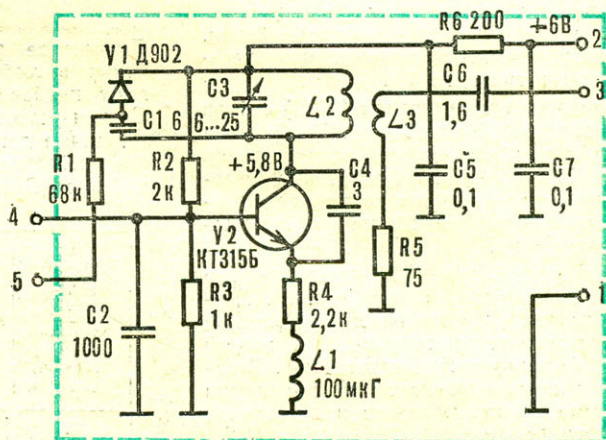 R6 200
+6В
2
V1 Д902
C3
C6
L2
3
C1 6
6...25
L3
1,6
R1
68к
R2
2к
+5,8В
C4
3
C5
0,1
C7
0,1
4
V2
КТ315Б
R5
75
5
R3
1к
R4
2,2к
1
C2
1000
L1
100мкГ